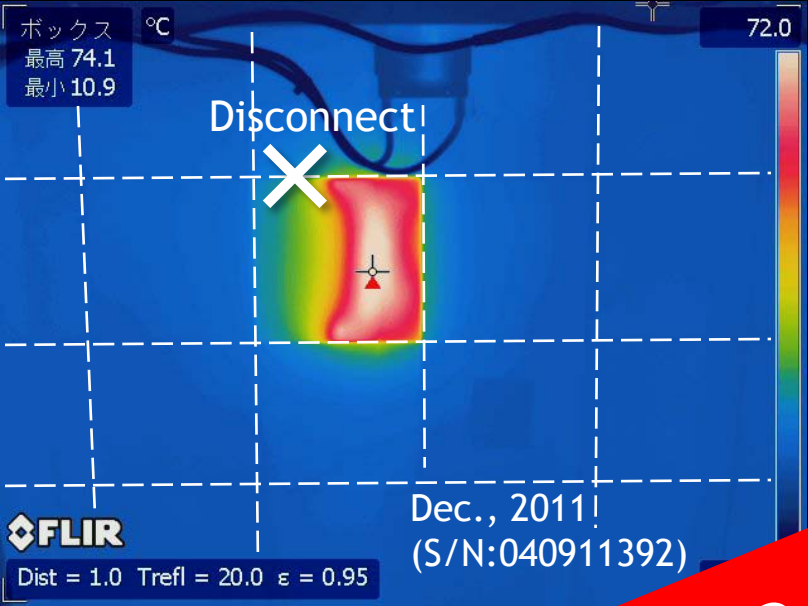 ボックス ℃
最高 74.1
最小 10.9
72.0
Disconnect
Dec., 2011
(S/N:040911392)
FLIR
Dist = 1.0 Trefl = 20.0 ε = 0.95